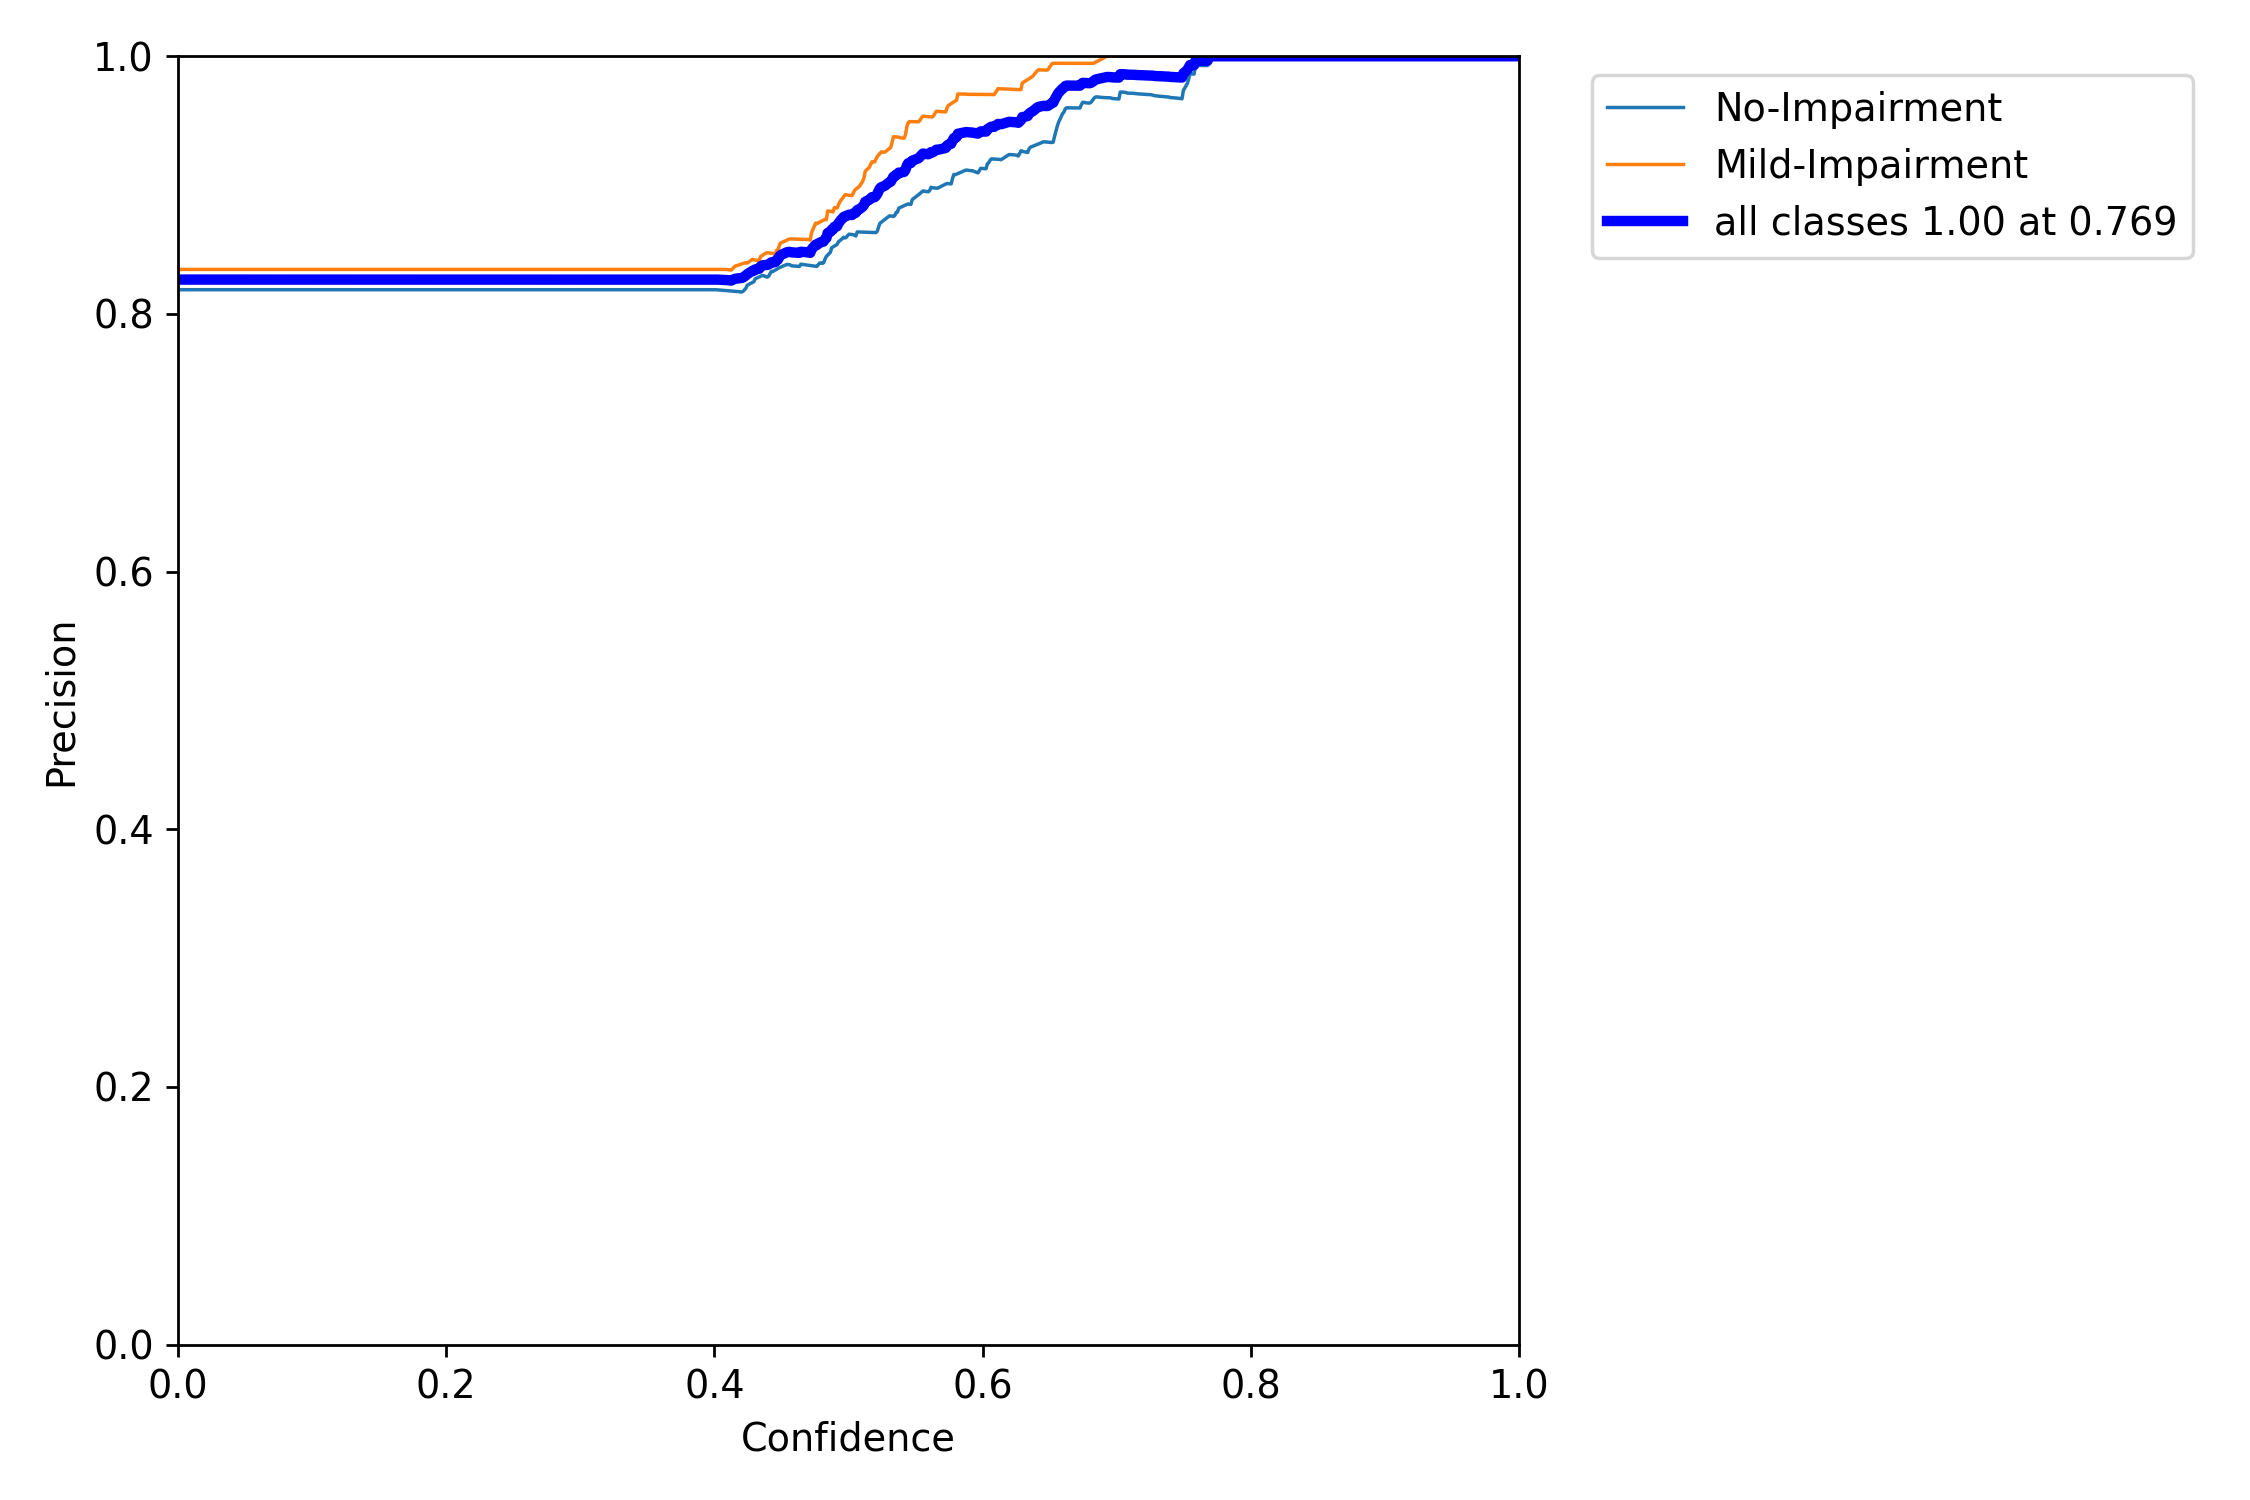 1.0
0.8
0.6
0.4
0.2
0.0
Precision
0.0 0.2 0.4 0.6 0.8 1.0
Confidence
No-Impairment
Mild-Impairment
all classes 1.00 at 0.769